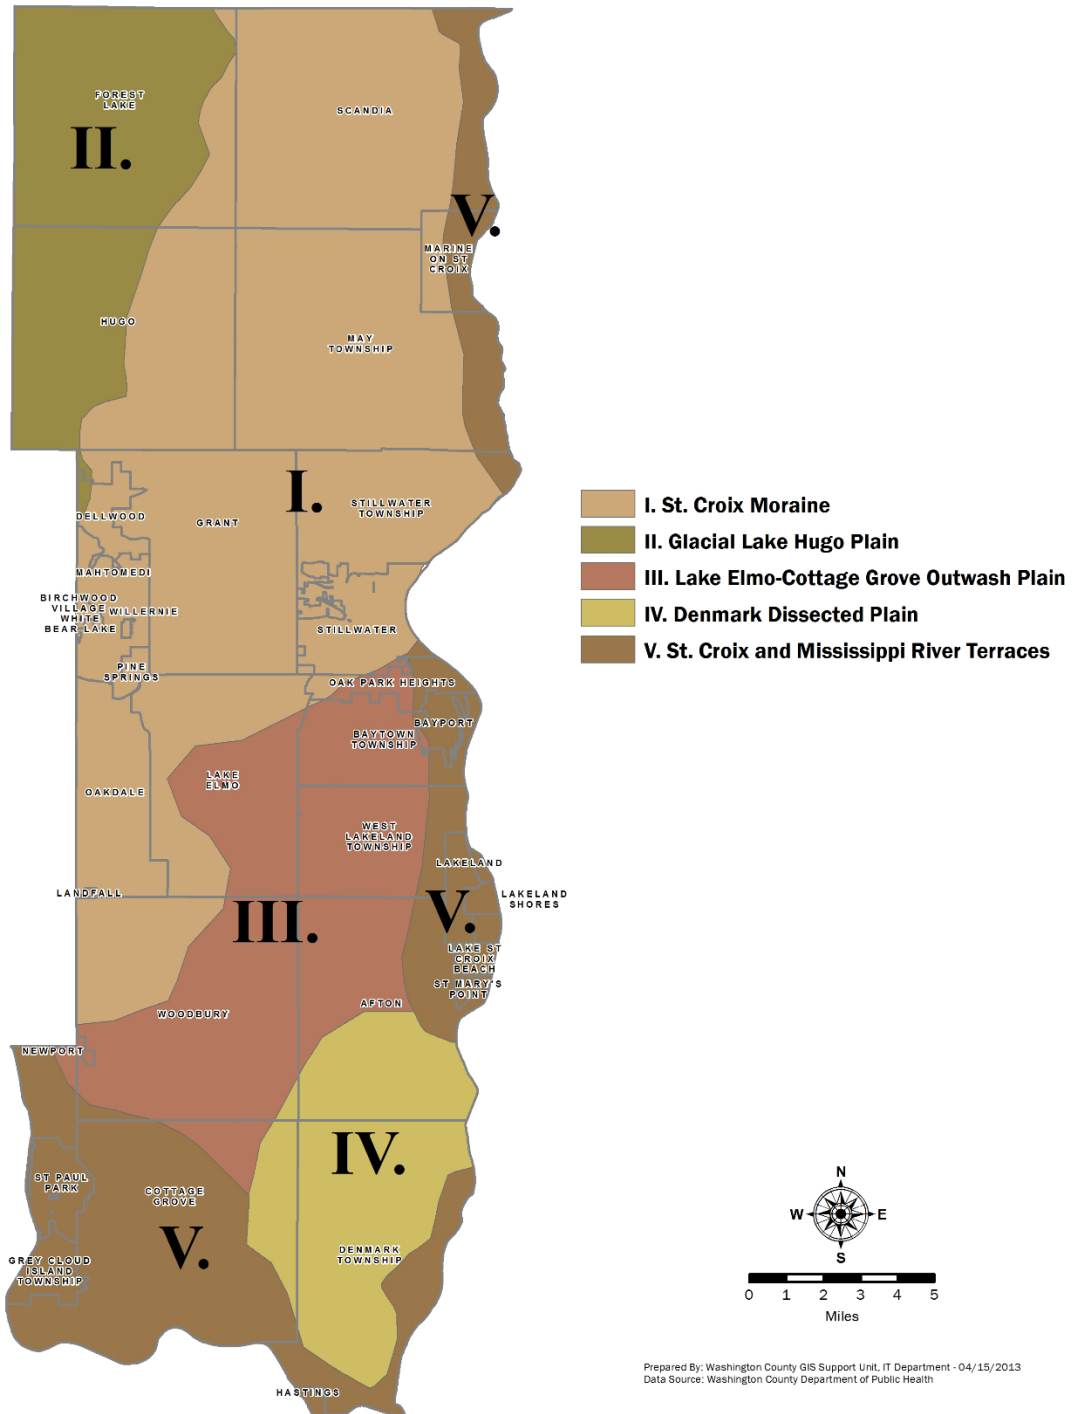 FOREST
LAKE
II.
SCANDIA
V.
MARINE
ON ST
CROIX
HUGO
MAY
TOWNSHIP
I.
STILLWATER
TOWNSHIP
DELLWOOD
GRANT
MAHTOMEDI
BIRCHWOOD
VILLAGE
WHITE
BEAR LAKE
WILLERNIE
STILLWATER
PINE
SPRINGS
OAK PARK HEIGHTS
BAYPORT
BAYTOWN
TOWNSHIP
LAKE
ELMO
OAKDALE
WEST
LAKELAND
TOWNSHIP
LAKELAND
LANDFALL
LAKELAND
SHORES
III.
V.
LAKE ST
CROIX
BEACH
ST MARY'S
POINT
AFTON
WOODBURY
NEWPORT
IV.
ST PAUL
PARK
COTTAGE
GROVE
V.
DENMARK
TOWNSHIP
GREY CLOUD
ISLAND
TOWNSHIP
HASTINGS
I. St. Croix Moraine
II. Glacial Lake Hugo Plain
III. Lake Elmo-Cottage Grove Outwash Plain
IV. Denmark Dissected Plain
V. St. Croix and Mississippi River Terraces
N
W E
S
0 1 2 3 4 5
Miles
Prepared By: Washington County GIS Support Unit, IT Department - 04/15/2013
Data Source: Washington County Department of Public Health